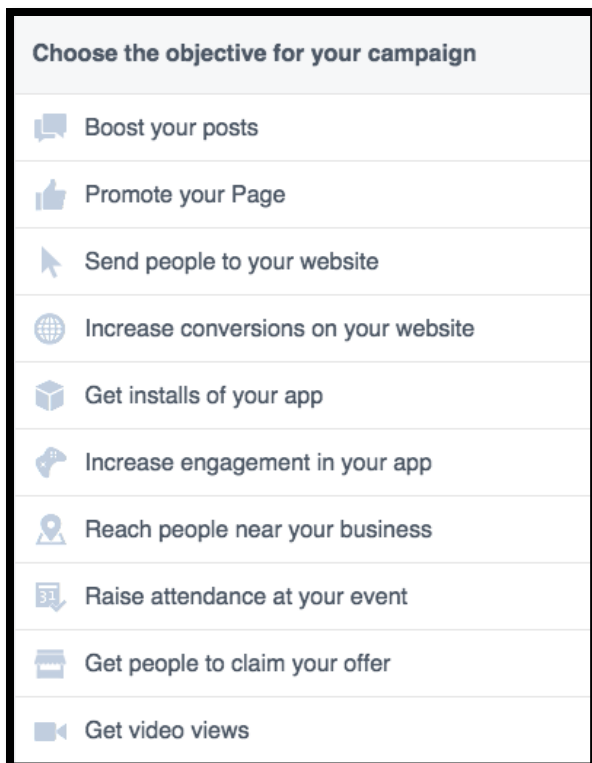 Choose the objective for your campaign
Boost your posts
Promote your Page
Send people to your website
Increase conversions on your website
Get installs of your app
Increase engagement in your app
Reach people near your business
31
Raise attendance at your event
Get people to claim your offer
Get video views